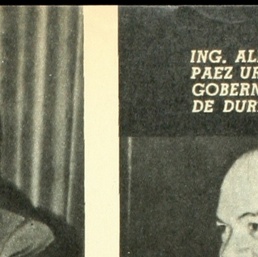 ING. AL
PAEZ UR
GOBERN
DE DUR